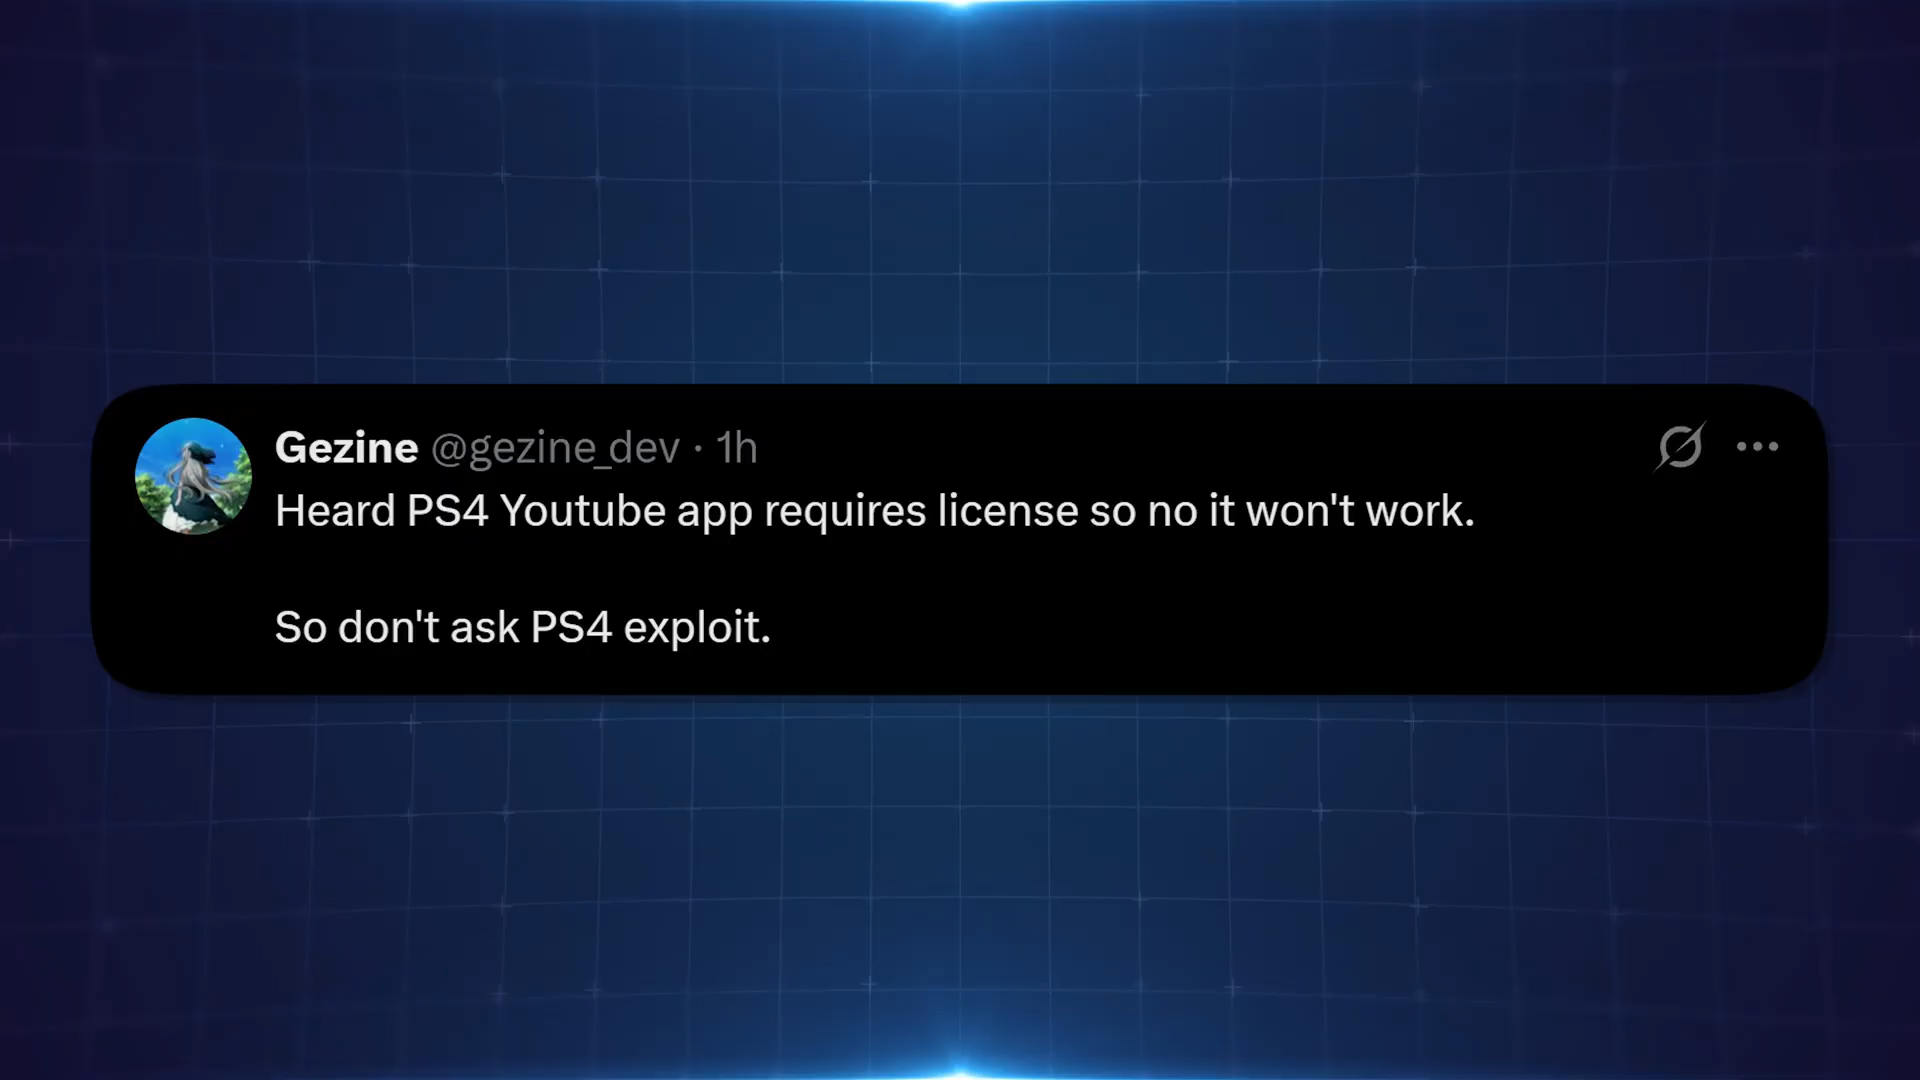 Gezine @gezine_dev · 1h
Heard PS4 Youtube app requires license so no it won't work.
So don't ask PS4 exploit.